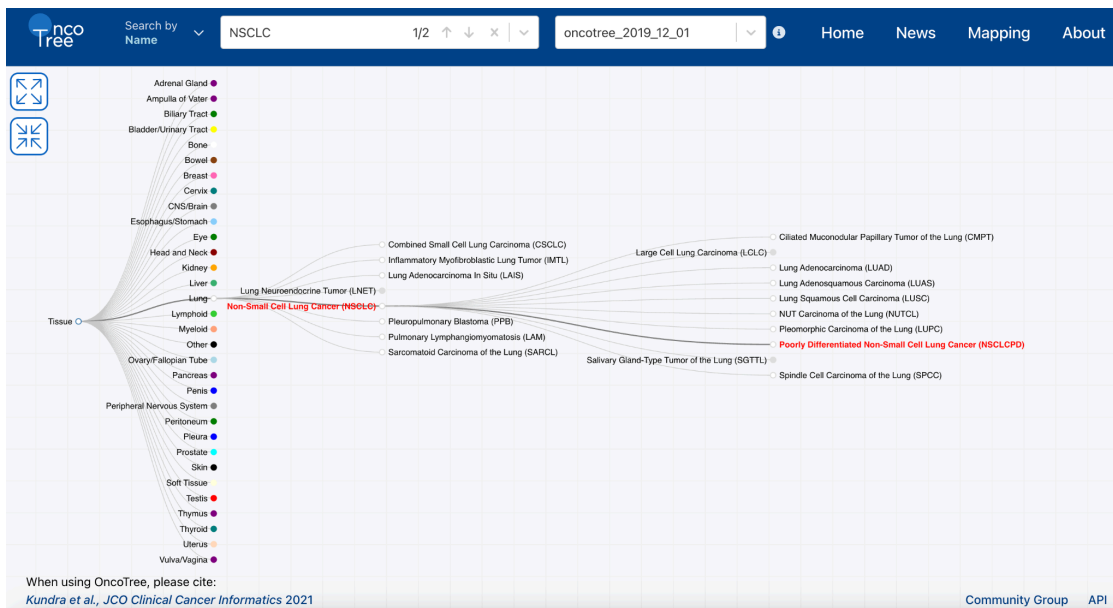 OncoTree
Search by
Name
NSCLC
1/2
oncotree_2019_12_01
Home
News
Mapping
About
Adrenal Gland
Ampulla of Vater
Biliary Tract
Bladder/Urinary Tract
Bone
Bowel
Breast
Cervix
CNS/Brain
Esophagus/Stomach
Eye
Head and Neck
Kidney
Liver
Lung
Lymphoid
Myeloid
Other
Ovary/Fallopian Tube
Pancreas
Penis
Peripheral Nervous System
Peritoneum
Pleura
Prostate
Skin
Soft Tissue
Testis
Thymus
Thyroid
Uterus
Vulva/Vagina
Tissue
Combined Small Cell Lung Carcinoma (CSCLC)
Inflammatory Myofibroblastic Lung Tumor (IMTL)
Lung Adenocarcinoma In Situ (LAIS)
Lung Neuroendocrine Tumor (LNET)
Non-Small Cell Lung Cancer (NSCLC)
Pleuropulmonary Blastoma (PPB)
Pulmonary Lymphangiomyomatosis (LAM)
Sarcomatoid Carcinoma of the Lung (SARCL)
Ciliated Muconodular Papillary Tumor of the Lung (CMPT)
Large Cell Lung Carcinoma (LCLC)
Lung Adenocarcinoma (LUAD)
Lung Adenosquamous Carcinoma (LUAS)
Lung Squamous Cell Carcinoma (LUSC)
NUT Carcinoma of the Lung (NUTCL)
Pleomorphic Carcinoma of the Lung (LUPC)
Poorly Differentiated Non-Small Cell Lung Cancer (NSCLCPD)
Salivary Gland-Type Tumor of the Lung (SGTTL)
Spindle Cell Carcinoma of the Lung (SPCC)
When using OncoTree, please cite:
Kundra et al., JCO Clinical Cancer Informatics 2021
Community Group
API